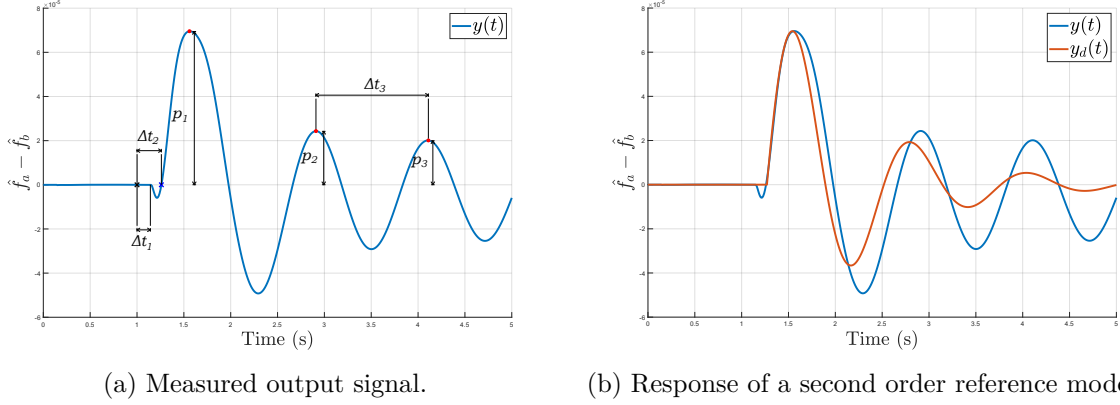 ×10⁻⁵
8
6
4
2
0
-2
-4
-6
0 0.5 1 1.5 2 2.5 3 3.5 4 4.5 5
f̂a − f̂b
Time (s)
y(t)
p1
p2
p3
Δt1
Δt2
Δt3
(a) Measured output signal.
×10⁻⁵
8
6
4
2
0
-2
-4
-6
0 0.5 1 1.5 2 2.5 3 3.5 4 4.5 5
f̂a − f̂b
Time (s)
y(t)
yd(t)
(b) Response of a second order reference mod